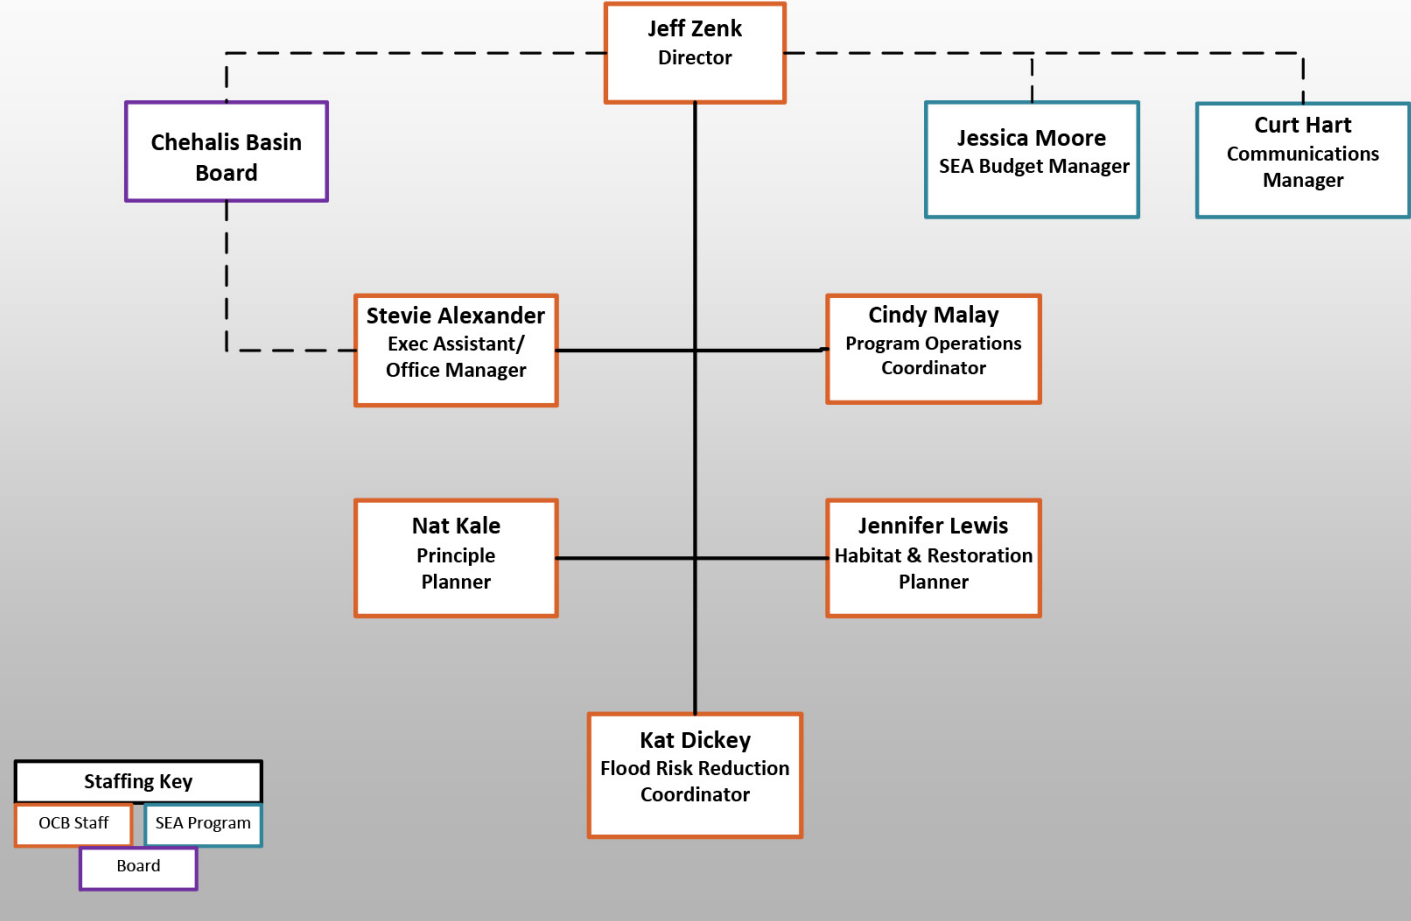 Jeff Zenk
Director
Chehalis Basin
Board
Jessica Moore
SEA Budget Manager
Curt Hart
Communications
Manager
Stevie Alexander
Exec Assistant/
Office Manager
Cindy Malay
Program Operations
Coordinator
Nat Kale
Principle
Planner
Jennifer Lewis
Habitat & Restoration
Planner
Kat Dickey
Flood Risk Reduction
Coordinator
Staffing Key
OCB Staff
SEA Program
Board